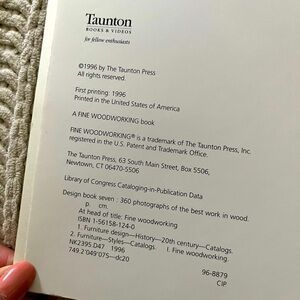 Taunton
BOOKS & VIDEOS
for fellow enthusiasts
©1996 by The Taunton Press
All rights reserved.
First printing: 1996
Printed in the United States of America
A FINE WOODWORKING book
FINE WOODWORKING® is a trademark of The Taunton Press, Inc.
registered in the U.S. Patent and Trademark Office.
The Taunton Press, 63 South Main Street, Box 5506,
Newtown, CT 06470-5506
Library of Congress Cataloging-in-Publication Data
Design book seven : 360 photographs of the best work in wood.
p. cm.
At head of title: Fine woodworking
ISBN 1-56158-124-0
1. Furniture design—History—20th century—Catalogs.
2. Furniture—Styles—Catalogs. I. Fine woodworking.
NK2395.D47 1996
749.2'049'075—dc20
96-8879
CIP